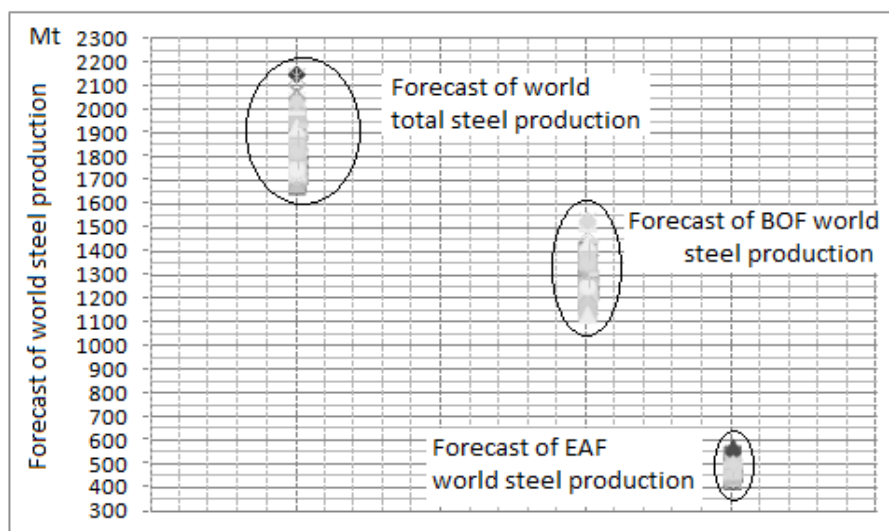 Mt
2300
2200
2100
2000
1900
1800
1700
1600
1500
1400
1300
1200
1100
1000
900
800
700
600
500
400
300
Forecast of world steel production
Forecast of world
total steel production
Forecast of BOF world
steel production
Forecast of EAF
world steel production